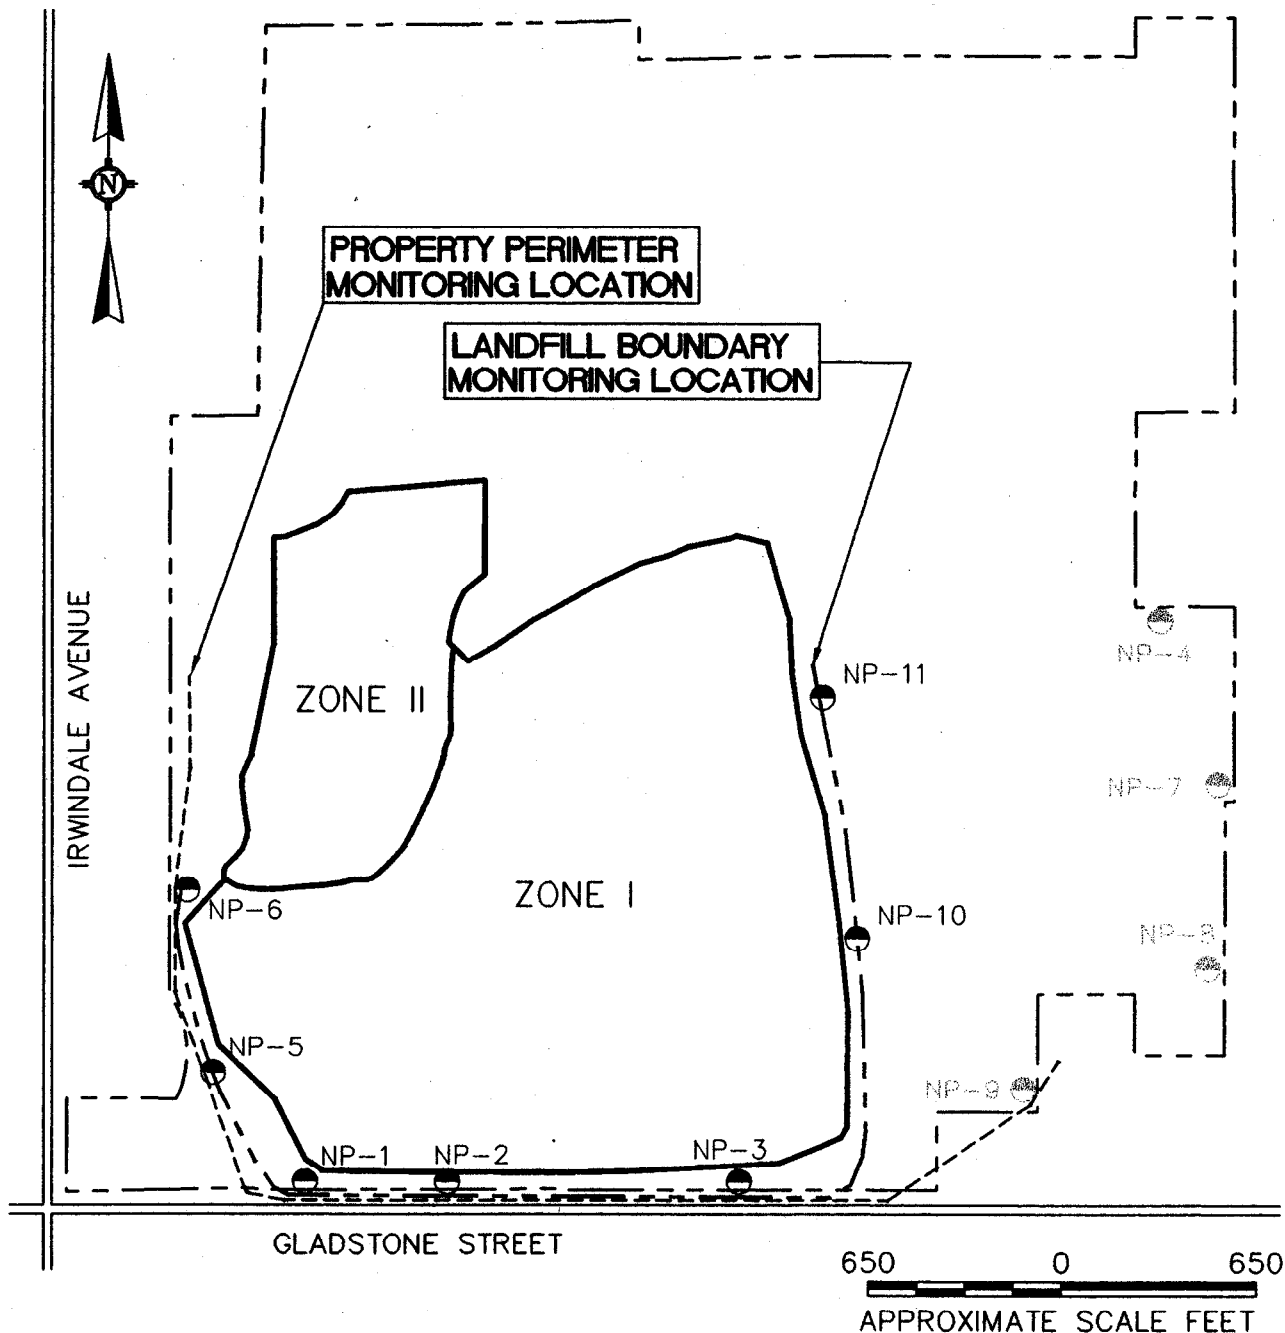 N
PROPERTY PERIMETER
MONITORING LOCATION
LANDFILL BOUNDARY
MONITORING LOCATION
IRWINDALE AVENUE
NP-4
NP-11
ZONE II
NP-7
ZONE I
NP-6
NP-10
NP-8
NP-5
NP-9
NP-1
NP-2
NP-3
GLADSTONE STREET
650 0 650
APPROXIMATE SCALE FEET